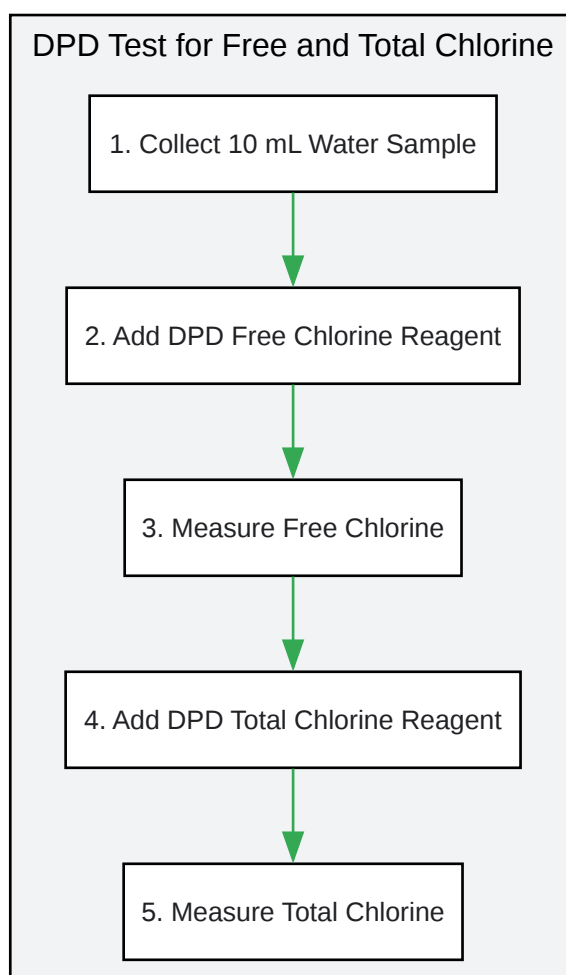 DPD Test for Free and Total Chlorine
1. Collect 10 mL Water Sample
2. Add DPD Free Chlorine Reagent
3. Measure Free Chlorine
4. Add DPD Total Chlorine Reagent
5. Measure Total Chlorine